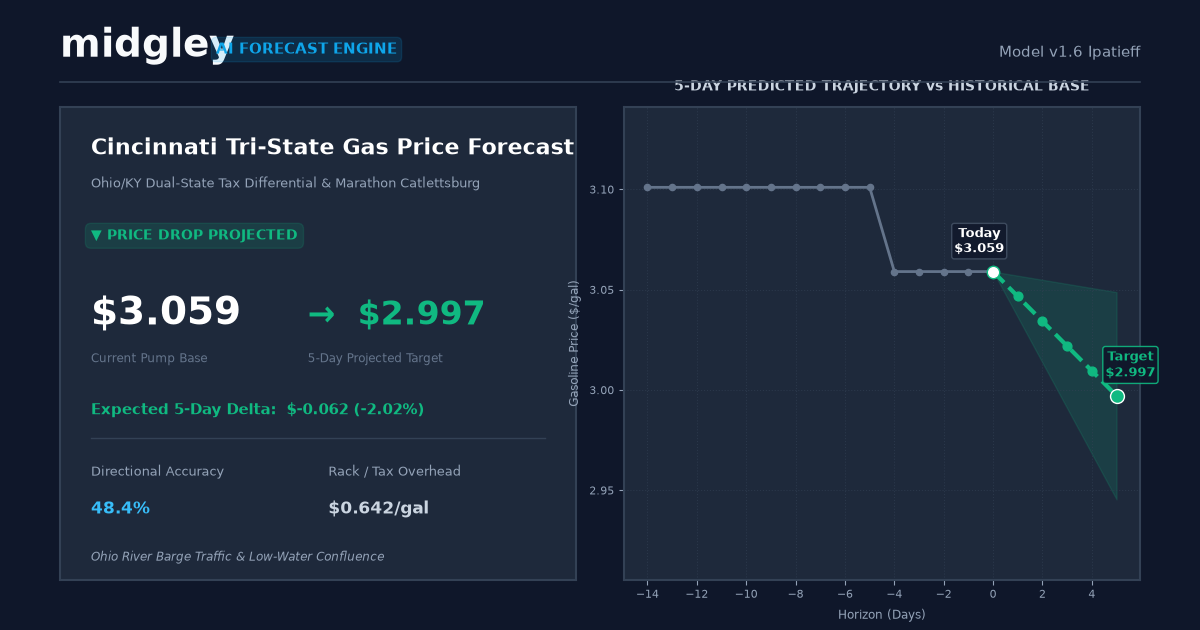 midgley
AI FORECAST ENGINE
Model v1.6 Ipatieff
Cincinnati Tri-State Gas Price Forecast
Ohio/KY Dual-State Tax Differential & Marathon Catlettsburg
▼ PRICE DROP PROJECTED
$3.059 → $2.997
Current Pump Base
5-Day Projected Target
Expected 5-Day Delta: $-0.062 (-2.02%)
Directional Accuracy
Rack / Tax Overhead
48.4%
$0.642/gal
Ohio River Barge Traffic & Low-Water Confluence
5-DAY PREDICTED TRAJECTORY vs HISTORICAL BASE
Gasoline Price ($/gal)
3.10
3.05
3.00
2.95
Today
$3.059
Target
$2.997
−14 −12 −10 −8 −6 −4 −2 0 2 4
Horizon (Days)